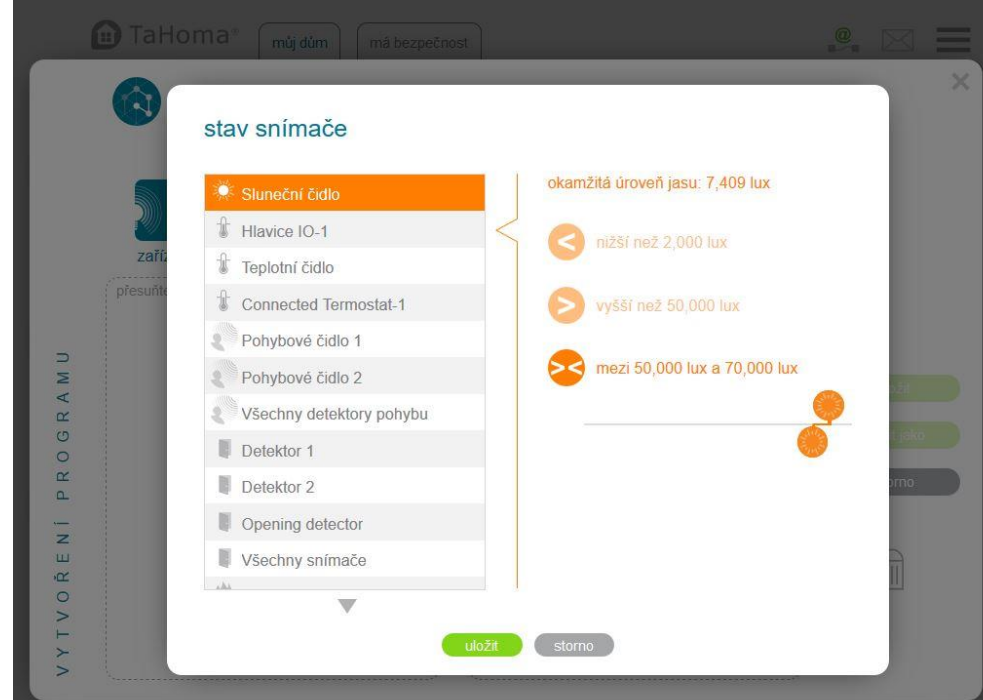 TaHoma®
můj dům
má bezpečnost
stav snímače
Sluneční čidlo
Hlavice IO-1
Teplotní čidlo
Connected Termostat-1
Pohybové čidlo 1
Pohybové čidlo 2
Všechny detektory pohybu
Detektor 1
Detektor 2
Opening detector
Všechny snímače
okamžitá úroveň jasu: 7,409 lux
< nižší než 2,000 lux
> vyšší než 50,000 lux
>< mezi 50,000 lux a 70,000 lux
uložit
storno
VYTVOŘENÍ PROGRAMU